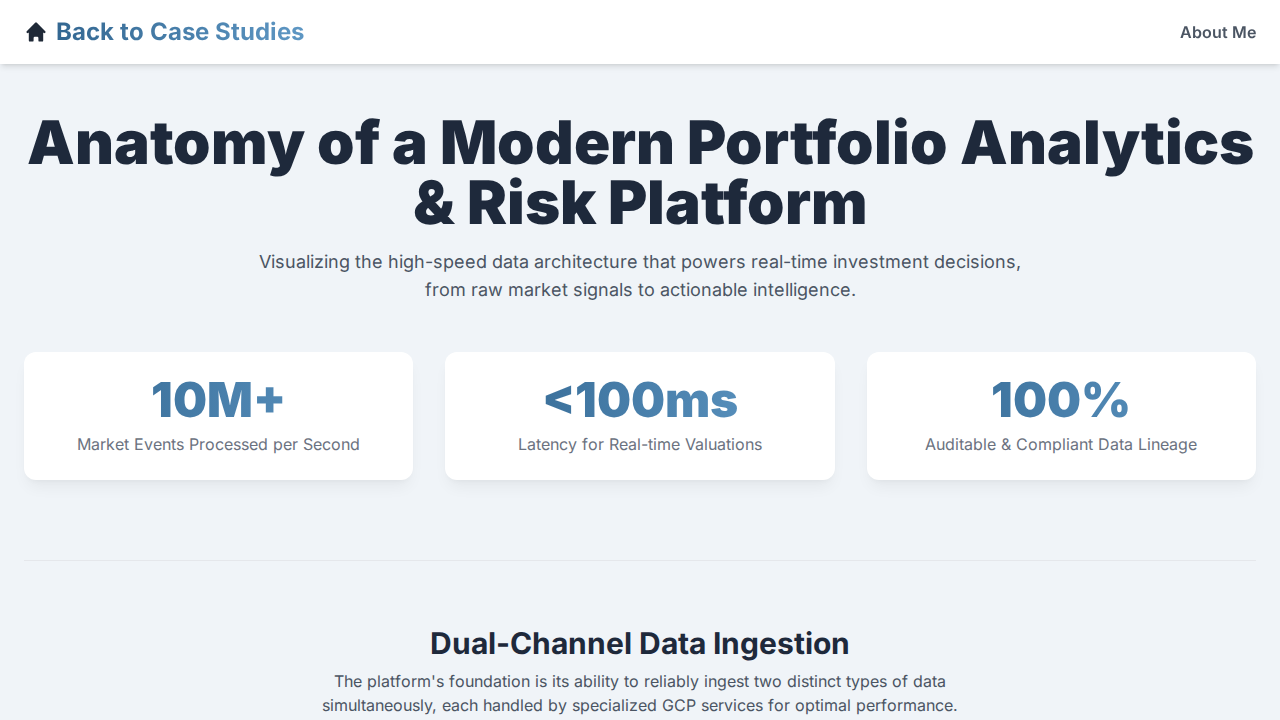 Back to Case Studies
About Me
Anatomy of a Modern Portfolio Analytics
& Risk Platform
Visualizing the high-speed data architecture that powers real-time investment decisions,
from raw market signals to actionable intelligence.
10M+
Market Events Processed per Second
<100ms
Latency for Real-time Valuations
100%
Auditable & Compliant Data Lineage
Dual-Channel Data Ingestion
The platform's foundation is its ability to reliably ingest two distinct types of data
simultaneously, each handled by specialized GCP services for optimal performance.